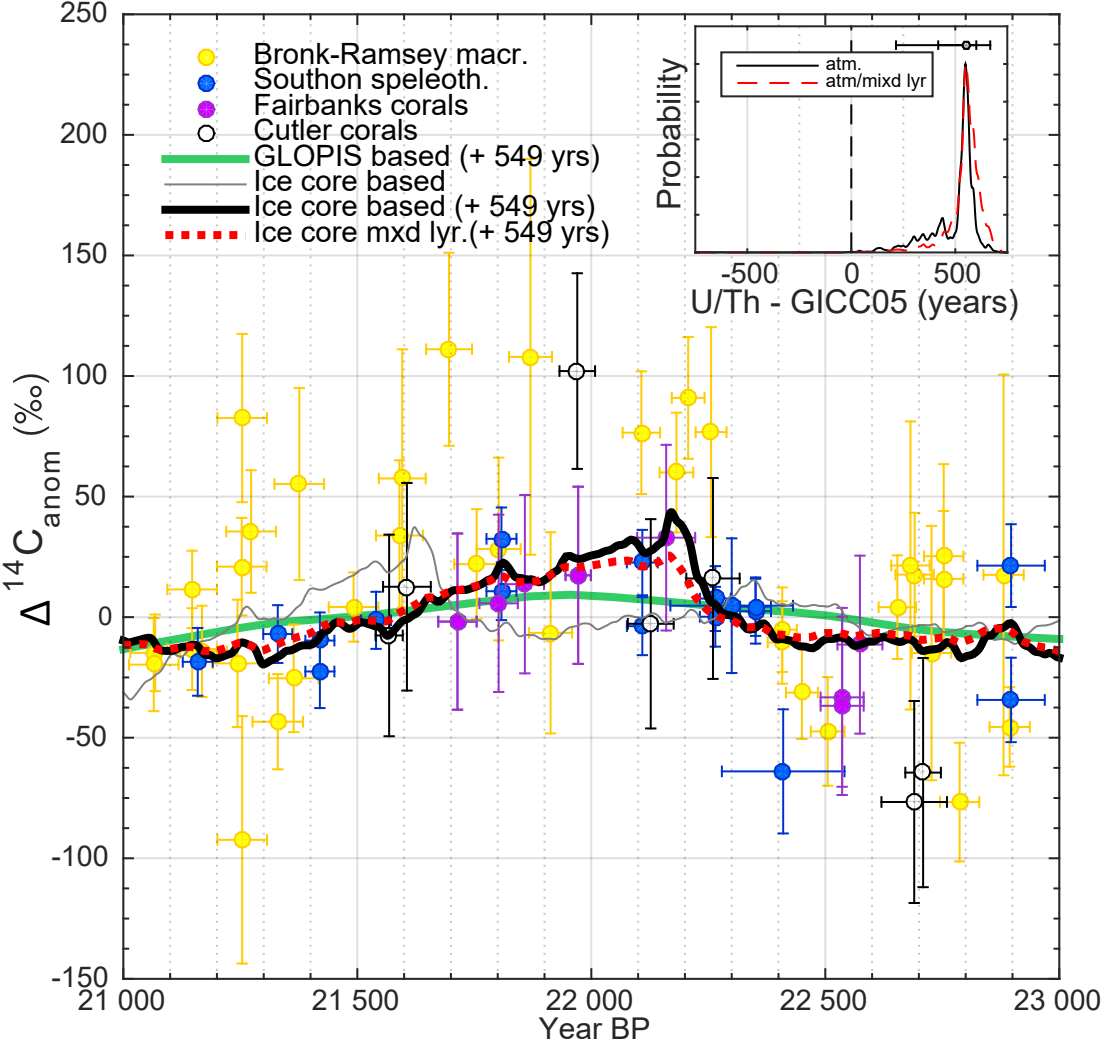 250
200
150
100
50
0
-50
-100
-150
Δ ¹⁴C anom (‰)
Bronk-Ramsey macr.
Southon speleoth.
Fairbanks corals
Cutler corals
GLOPIS based (+ 549 yrs)
Ice core based
Ice core based (+ 549 yrs)
Ice core mxd lyr.(+ 549 yrs)
Probability
atm.
atm/mixd lyr
-500 0 500
U/Th - GICC05 (years)
21 000 21 500 22 000 22 500 23 000
Year BP